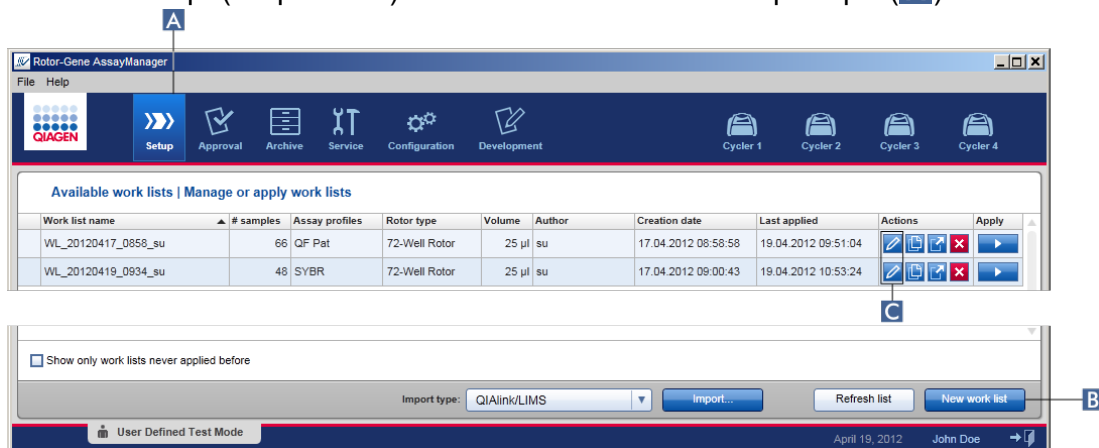 A
Rotor-Gene AssayManager
File Help
QIAGEN
Setup Approval Archive Service Configuration Development Cycler 1 Cycler 2 Cycler 3 Cycler 4
Available work lists | Manage or apply work lists
Work list name # samples Assay profiles Rotor type Volume Author Creation date Last applied Actions Apply
WL_20120417_0858_su 66 QF Pat 72-Well Rotor 25 µl su 17.04.2012 08:58:58 19.04.2012 09:51:04
WL_20120419_0934_su 48 SYBR 72-Well Rotor 25 µl su 17.04.2012 09:00:43 19.04.2012 10:53:24
C
Show only work lists never applied before
Import type: QIAlink/LIMS Import... Refresh list New work list B
User Defined Test Mode April 19, 2012 John Doe